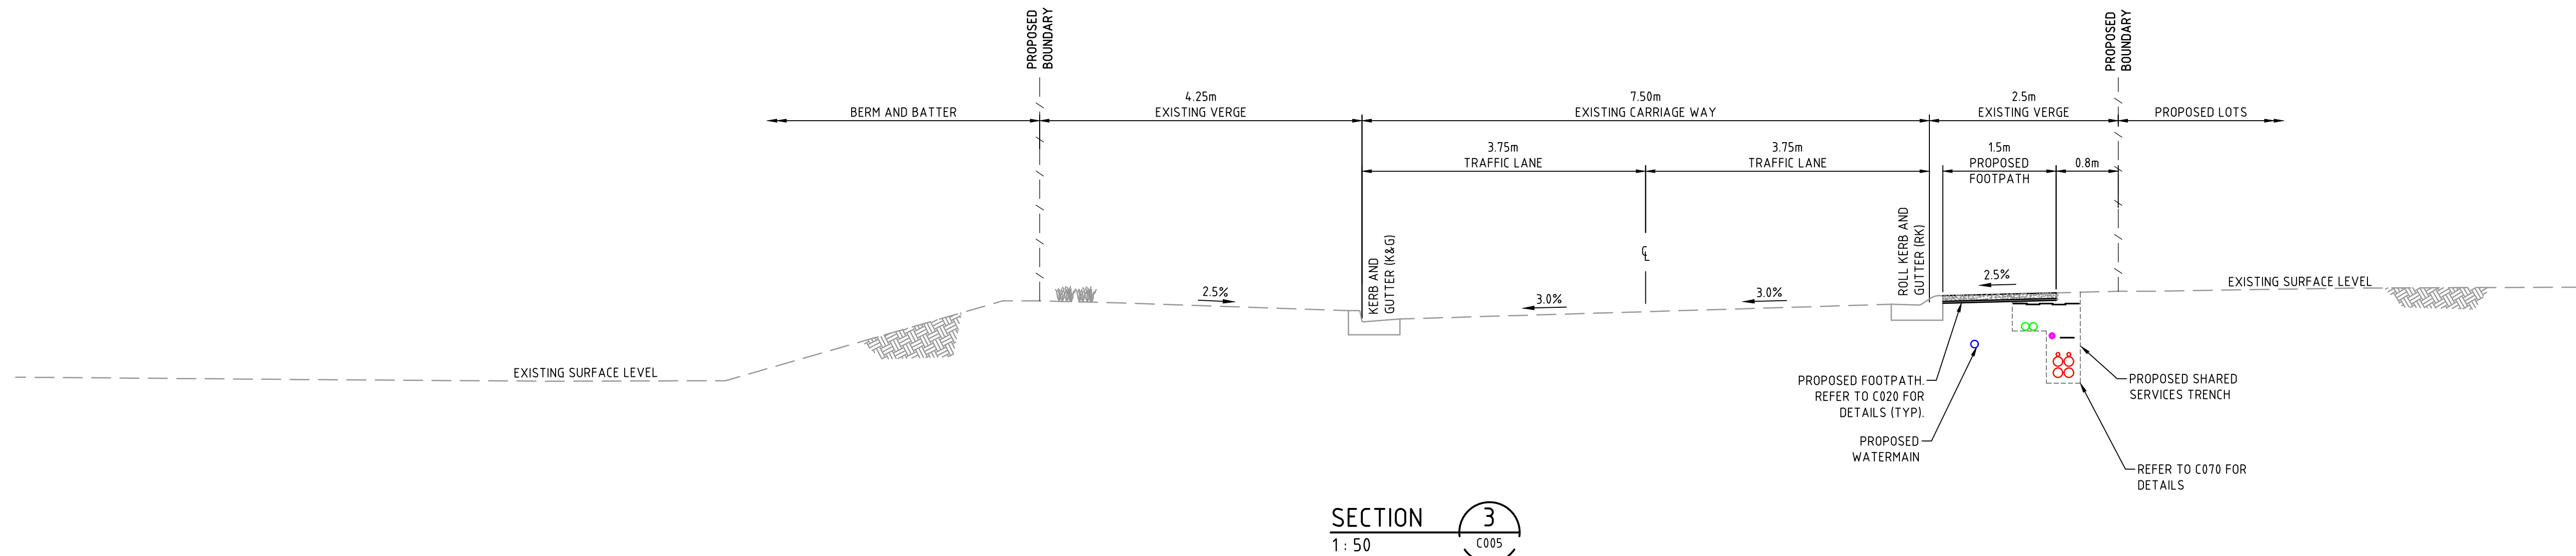 PROPOSED
BOUNDARY
PROPOSED
BOUNDARY
BERM AND BATTER
4.25m
EXISTING VERGE
7.50m
EXISTING CARRIAGE WAY
2.5m
EXISTING VERGE
PROPOSED LOTS
3.75m
TRAFFIC LANE
3.75m
TRAFFIC LANE
1.5m
PROPOSED
FOOTPATH
0.8m
KERB AND
GUTTER (K&G)
℄
ROLL KERB AND
GUTTER (RK)
2.5%
3.0%
3.0%
2.5%
EXISTING SURFACE LEVEL
EXISTING SURFACE LEVEL
PROPOSED FOOTPATH.
REFER TO C020 FOR
DETAILS (TYP).
PROPOSED
WATERMAIN
PROPOSED SHARED
SERVICES TRENCH
REFER TO C070 FOR
DETAILS
SECTION
1 : 50
3
C005